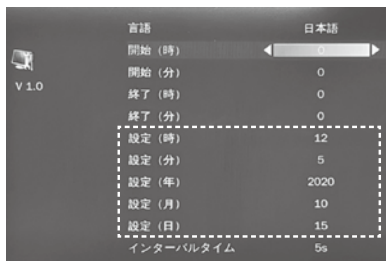 言語 日本語
開始（時） 0
開始（分） 0
V 1.0
終了（時） 0
終了（分） 0
設定（時） 12
設定（分） 5
設定（年） 2020
設定（月） 10
設定（日） 15
インターバルタイム 5s